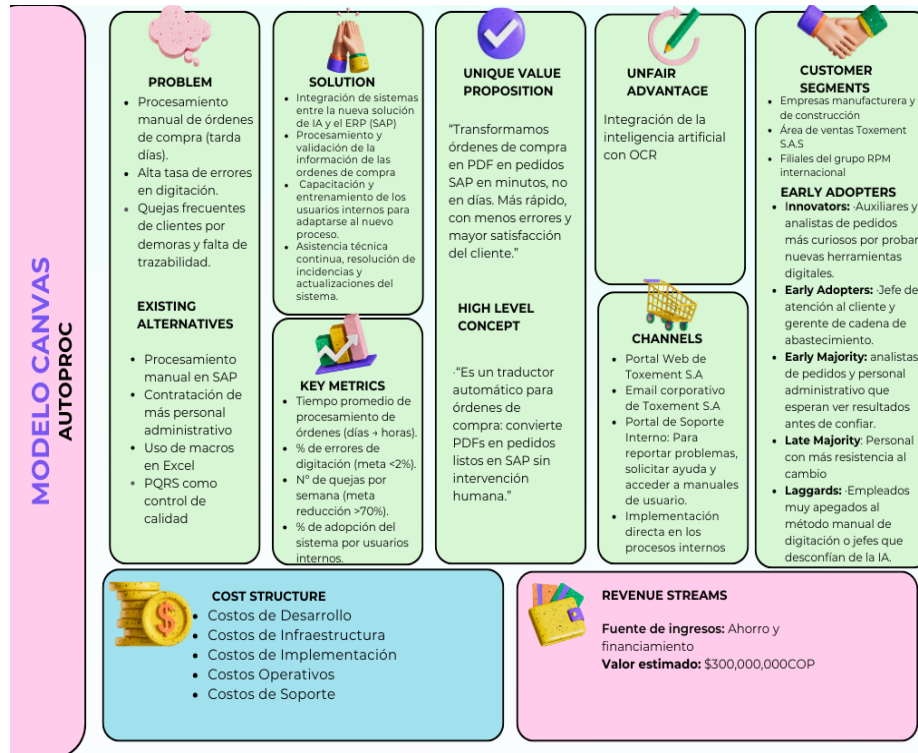 MODELO CANVAS
AUTOPROC
PROBLEM
• Procesamiento
manual de órdenes
de compra (tarda
días).
• Alta tasa de errores
en digitación.
• Quejas frecuentes
de clientes por
demoras y falta de
trazabilidad.
EXISTING
ALTERNATIVES
• Procesamiento
manual en SAP
• Contratación de
más personal
administrativo
• Uso de macros
en Excel
• PQRS como
control de
calidad
SOLUTION
• Integración de sistemas
entre la nueva solución
de IA y el ERP (SAP)
• Procesamiento y
validación de la
información de las
ordenes de compra
• Capacitación y
entrenamiento de los
usuarios internos para
adaptarse al nuevo
proceso.
• Asistencia técnica
continua, resolución de
incidencias y
actualizaciones del
sistema.
KEY METRICS
• Tiempo promedio de
procesamiento de
órdenes (días → horas).
• % de errores de
digitación (meta <2%).
• Nº de quejas por
semana (meta
reducción >70%).
• % de adopción del
sistema por usuarios
internos.
UNIQUE VALUE
PROPOSITION
“Transformamos
órdenes de compra
en PDF en pedidos
SAP en minutos, no
en días. Más rápido,
con menos errores y
mayor satisfacción
del cliente.”
HIGH LEVEL
CONCEPT
·“Es un traductor
automático para
órdenes de
compra: convierte
PDFs en pedidos
listos en SAP sin
intervención
humana.”
UNFAIR
ADVANTAGE
Integración de la
inteligencia artificial
con OCR
CHANNELS
• Portal Web de
Toxement S.A
• Email corporativo
de Toxement S.A
• Portal de Soporte
Interno: Para
reportar problemas,
solicitar ayuda y
acceder a manuales
de usuario.
• Implementación
directa en los
procesos internos
CUSTOMER
SEGMENTS
• Empresas manufacturera y
de construcción
• Área de ventas Toxement
S.A.S
• Filiales del grupo RPM
internacional
EARLY ADOPTERS
• Innovators: ·Auxiliares y
analistas de pedidos
más curiosos por probar
nuevas herramientas
digitales.
• Early Adopters: ·Jefe de
atención al cliente y
gerente de cadena de
abastecimiento.
• Early Majority: analistas
de pedidos y personal
administrativo que
esperan ver resultados
antes de confiar.
• Late Majority: Personal
con más resistencia al
cambio
• Laggards: ·Empleados
muy apegados al
método manual de
digitación o jefes que
desconfían de la IA.
COST STRUCTURE
• Costos de Desarrollo
• Costos de Infraestructura
• Costos de Implementación
• Costos Operativos
• Costos de Soporte
REVENUE STREAMS
Fuente de ingresos: Ahorro y
financiamiento
Valor estimado: $300,000,000COP